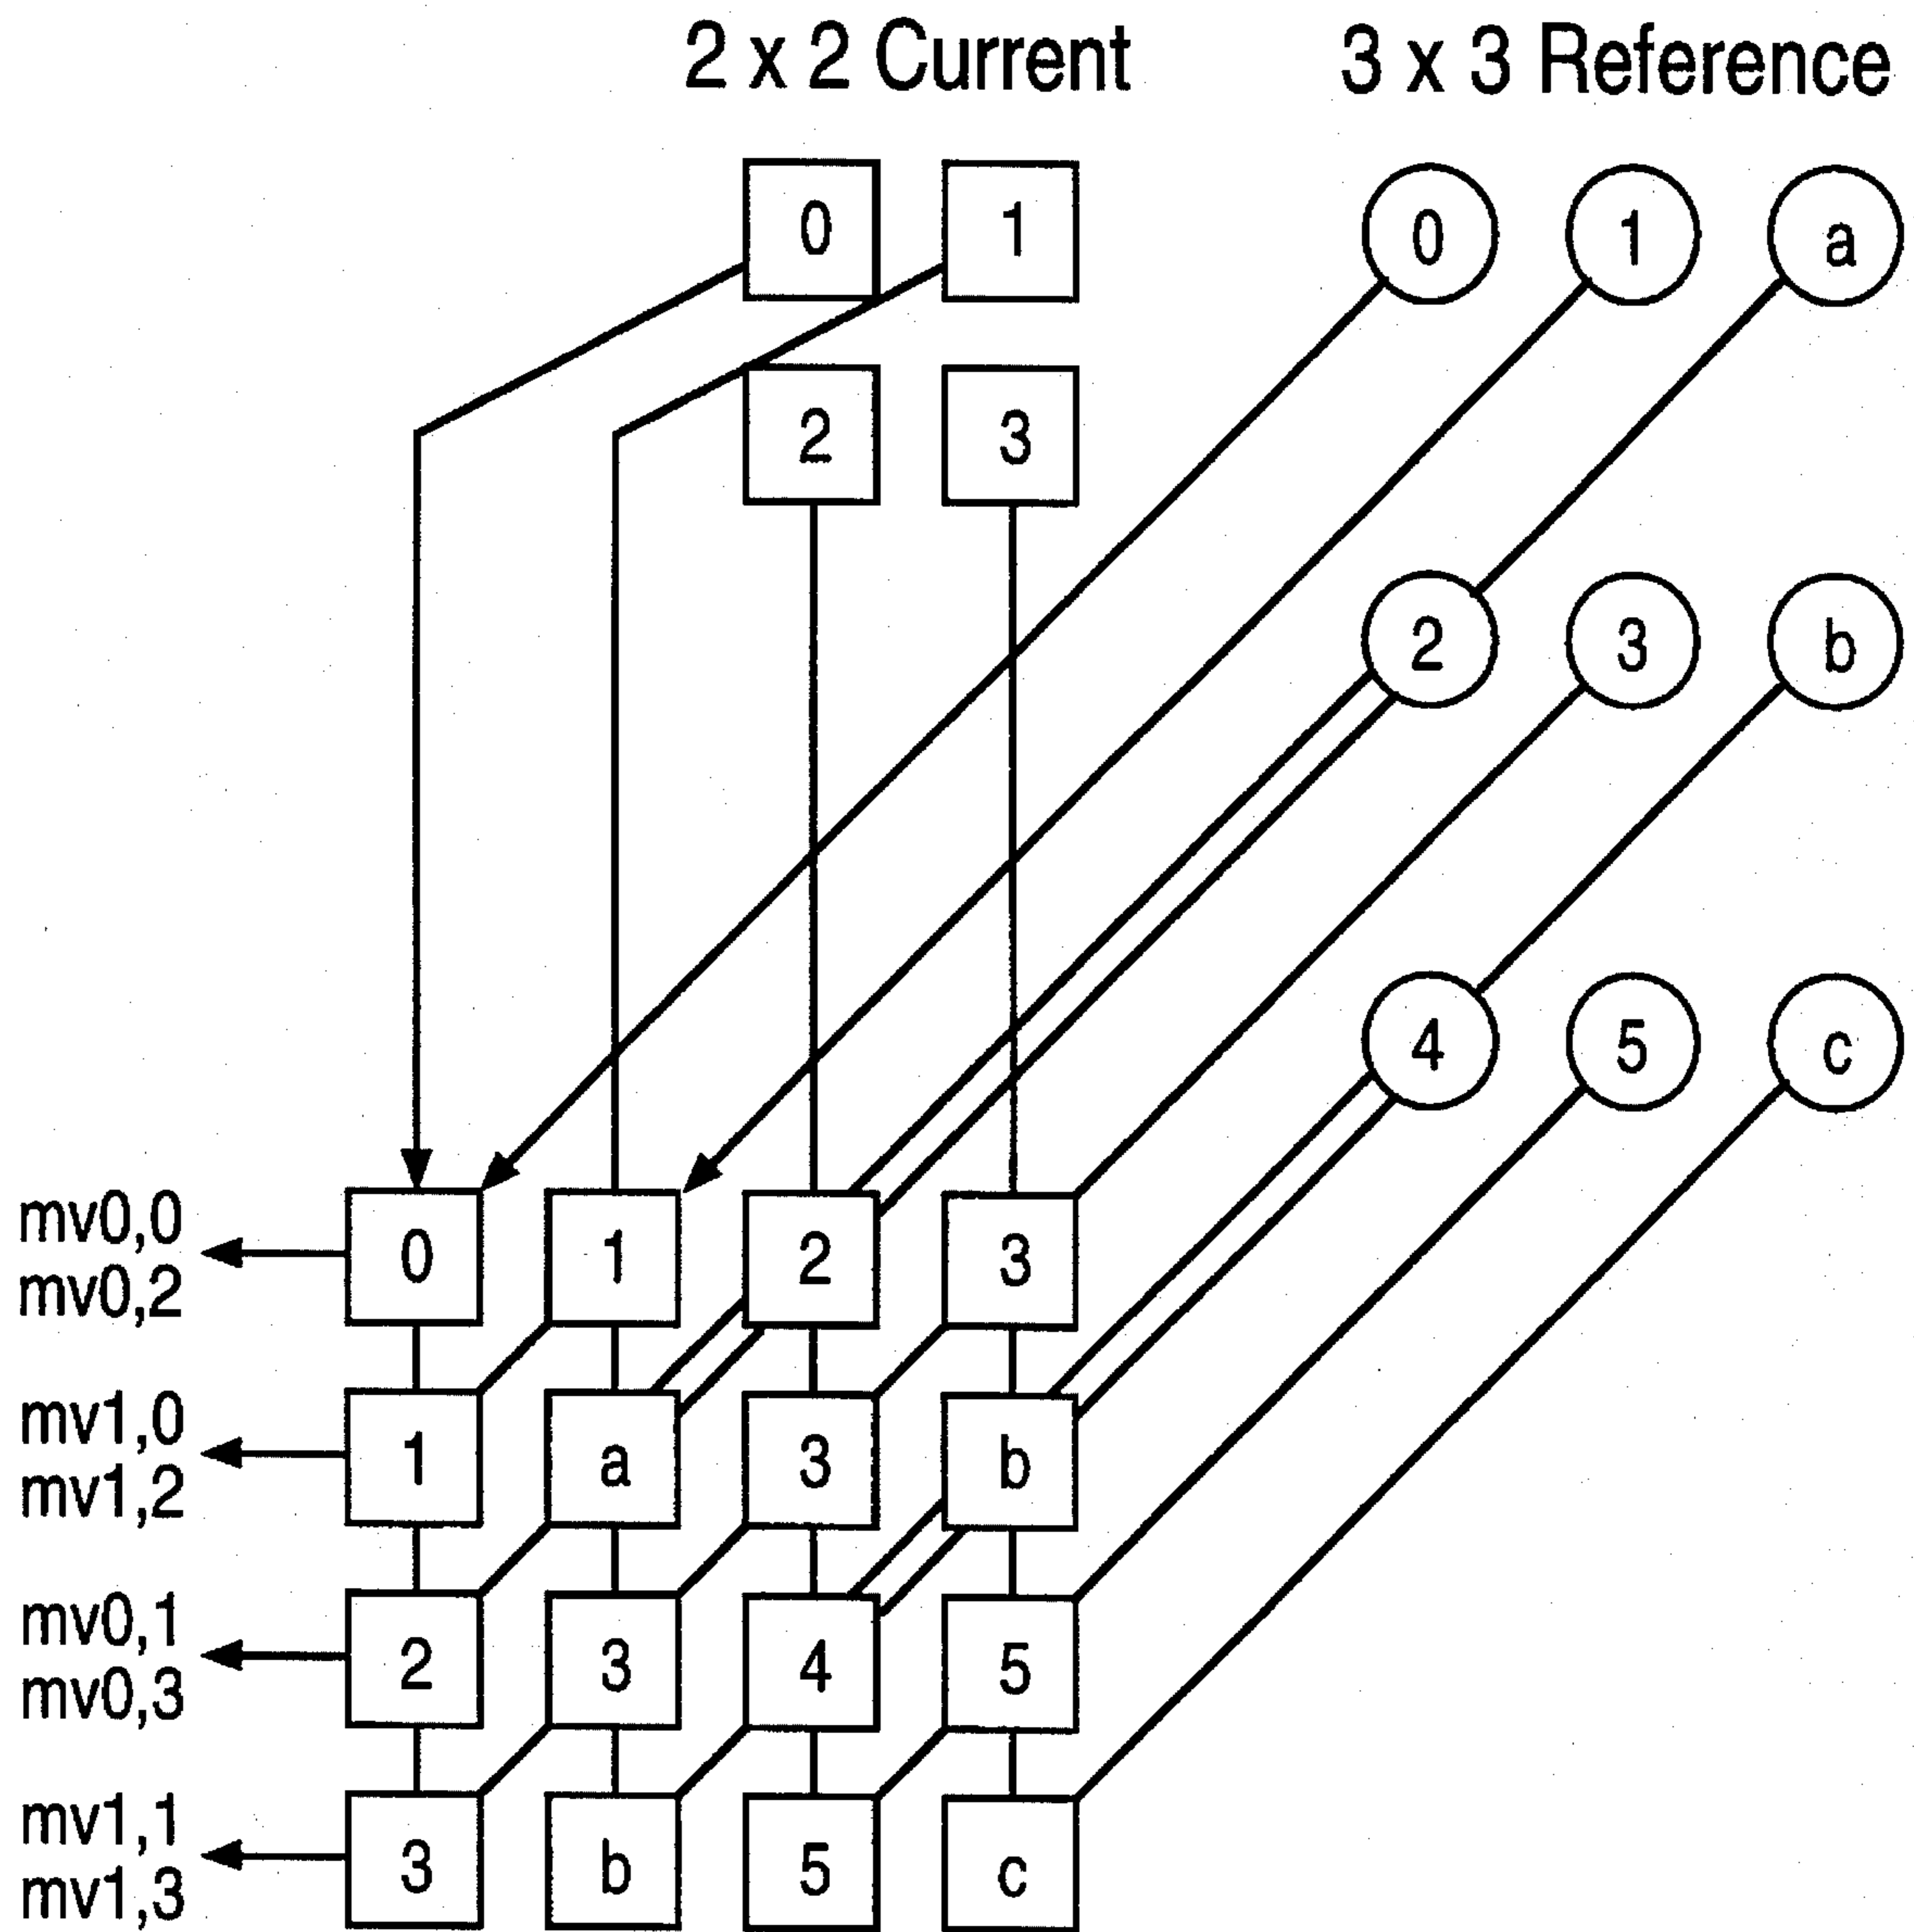 2 x 2 Current 3 x 3 Reference
0 1 0 1 a
2 3
2 3 b
4 5 c
mv0,0
mv0,2
0 1 2 3
mv1,0
mv1,2
1 a 3 b
mv0,1
mv0,3
2 3 4 5
mv1,1
mv1,3
3 b 5 c